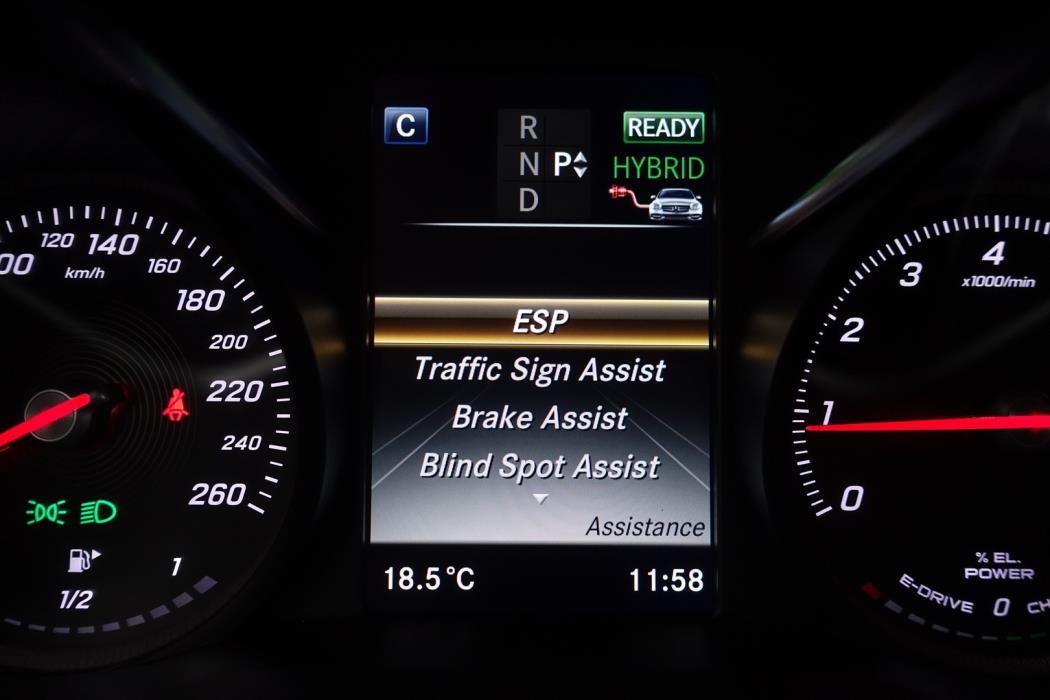 C
R
N P
D
READY
HYBRID
ESP
Traffic Sign Assist
Brake Assist
Blind Spot Assist
Assistance
18.5°C
11:58
00
120
140
160
km/h
180
200
220
240
260
1/2
1
0
1
2
3
4
x1000/min
% EL.
POWER
E-DRIVE 0 CH